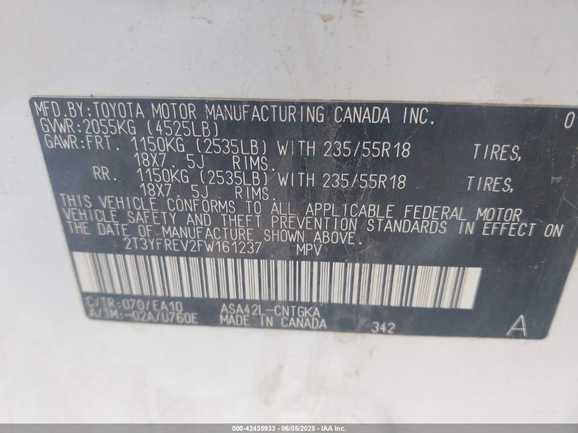 MFD.BY:TOYOTA MOTOR MANUFACTURING CANADA INC. 0
GVWR:2055KG (4525LB)
GAWR:FRT. 1150KG (2535LB) WITH 235/55R18 TIRES,
18X7. 5J RIMS.
RR. 1150KG (2535LB) WITH 235/55R18 TIRES,
18X7. 5J RIMS.
THIS VEHICLE CONFORMS TO ALL APPLICABLE FEDERAL MOTOR
VEHICLE SAFETY AND THEFT PREVENTION STANDARDS IN EFFECT ON
THE DATE OF MANUFACTURE SHOWN ABOVE.
2T3YFREV2FW161237 MPV
C/TR:070/EA10 ASA42L-CNTGKA
A/TM:-02A/U760E MADE IN CANADA 342 A
000-42435933 - 06/05/2025 - IAA Inc.